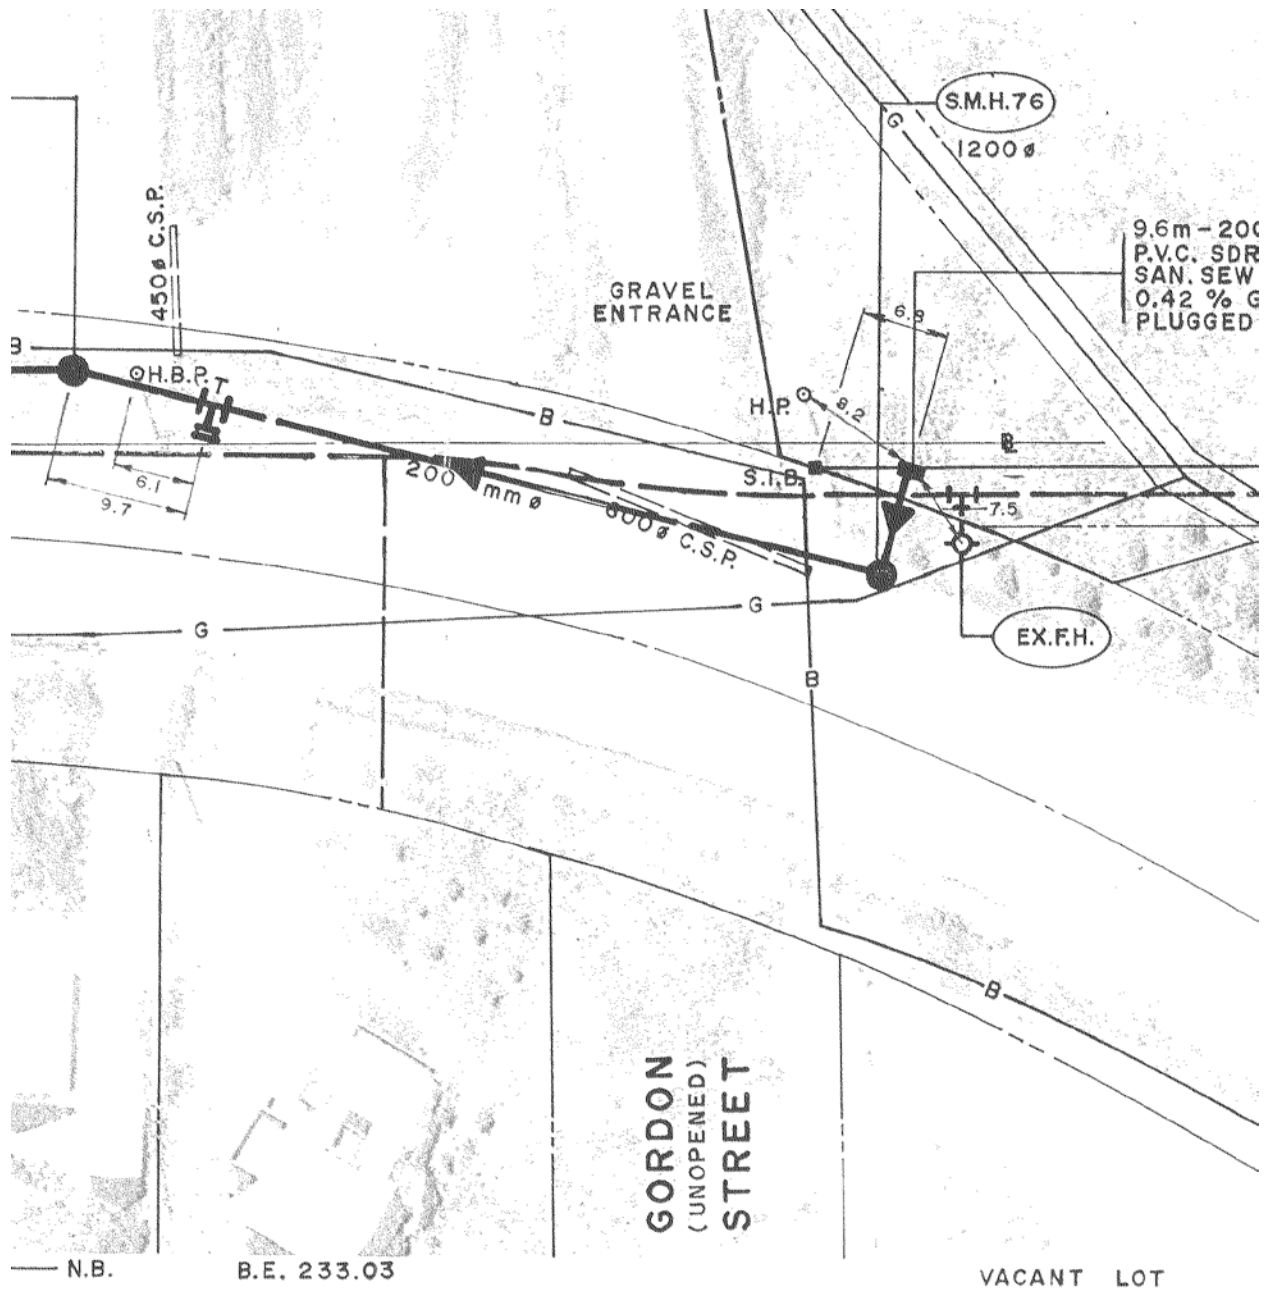 S.M.H.76
G
1200ø
450ø C.S.P.
9.6m - 200
P.V.C. SDR
SAN. SEW
0.42 % G
PLUGGED
GRAVEL
ENTRANCE
6.8
B
H.B.P.
T
B
H.P.
8.2
S.I.B.
200 mm ø
6.1
9.7
600ø C.S.P.
7.5
G
G
EX.F.H.
B
B
GORDON
(UNOPENED)
STREET
N.B.
B.E. 233.03
VACANT LOT